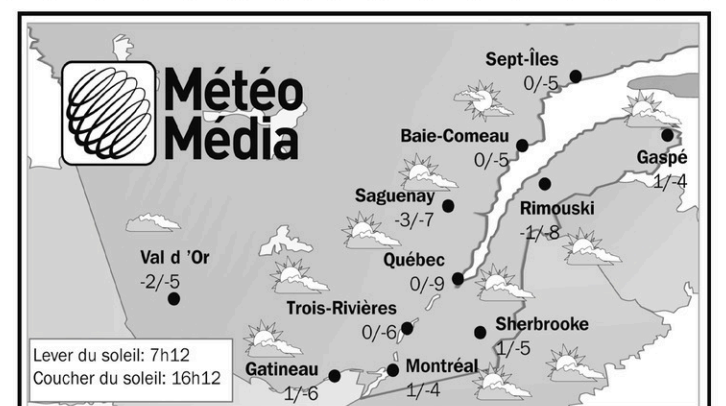 Météo
Média
Sept-Îles
0/-5
Baie-Comeau
0/-5
Gaspé
1/-4
Saguenay
-3/-7
Rimouski
-1/-8
Val d 'Or
-2/-5
Québec
0/-9
Trois-Rivières
0/-6
Sherbrooke
1/-5
Lever du soleil: 7h12
Coucher du soleil: 16h12
Gatineau
1/-6
Montréal
1/-4